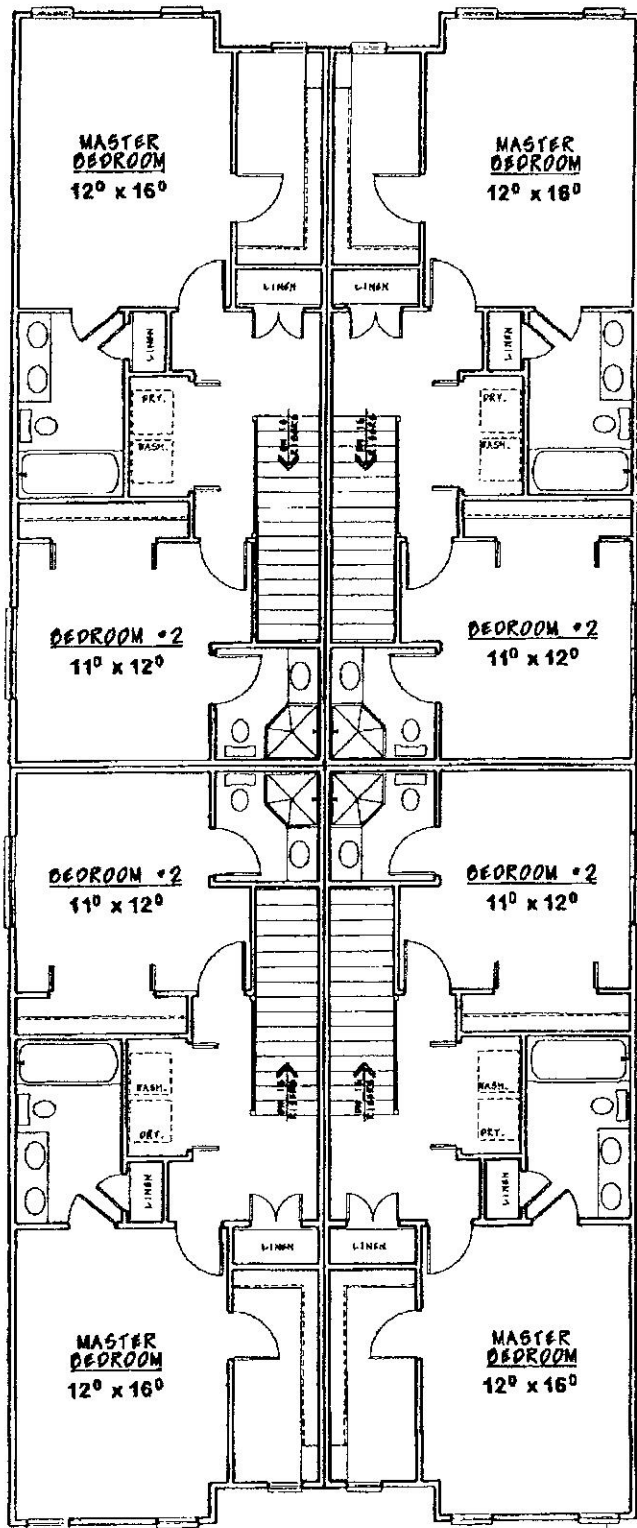 MASTER
BEDROOM
12⁰ x 16⁰
MASTER
BEDROOM
12⁰ x 16⁰
LINEN
LINEN
LINEN
LINEN
DRY.
WASH.
DRY.
WASH.
BEDROOM #2
11⁰ x 12⁰
BEDROOM #2
11⁰ x 12⁰
BEDROOM #2
11⁰ x 12⁰
BEDROOM #2
11⁰ x 12⁰
WASH.
DRY.
WASH.
DRY.
LINEN
LINEN
LINEN
LINEN
MASTER
BEDROOM
12⁰ x 16⁰
MASTER
BEDROOM
12⁰ x 16⁰